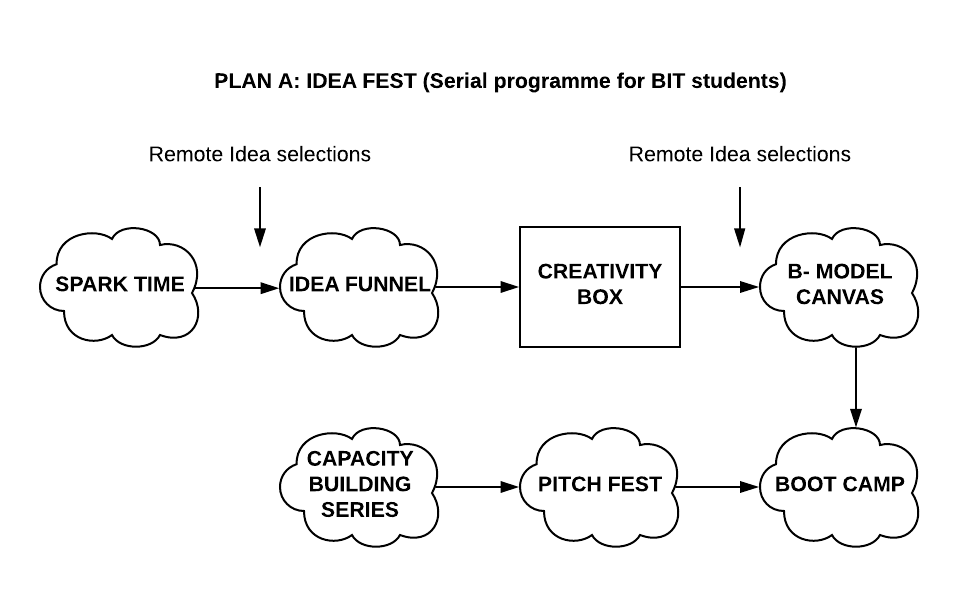 PLAN A: IDEA FEST (Serial programme for BIT students)
Remote Idea selections
Remote Idea selections
SPARK TIME
IDEA FUNNEL
CREATIVITY
BOX
B- MODEL
CANVAS
CAPACITY
BUILDING
SERIES
PITCH FEST
BOOT CAMP